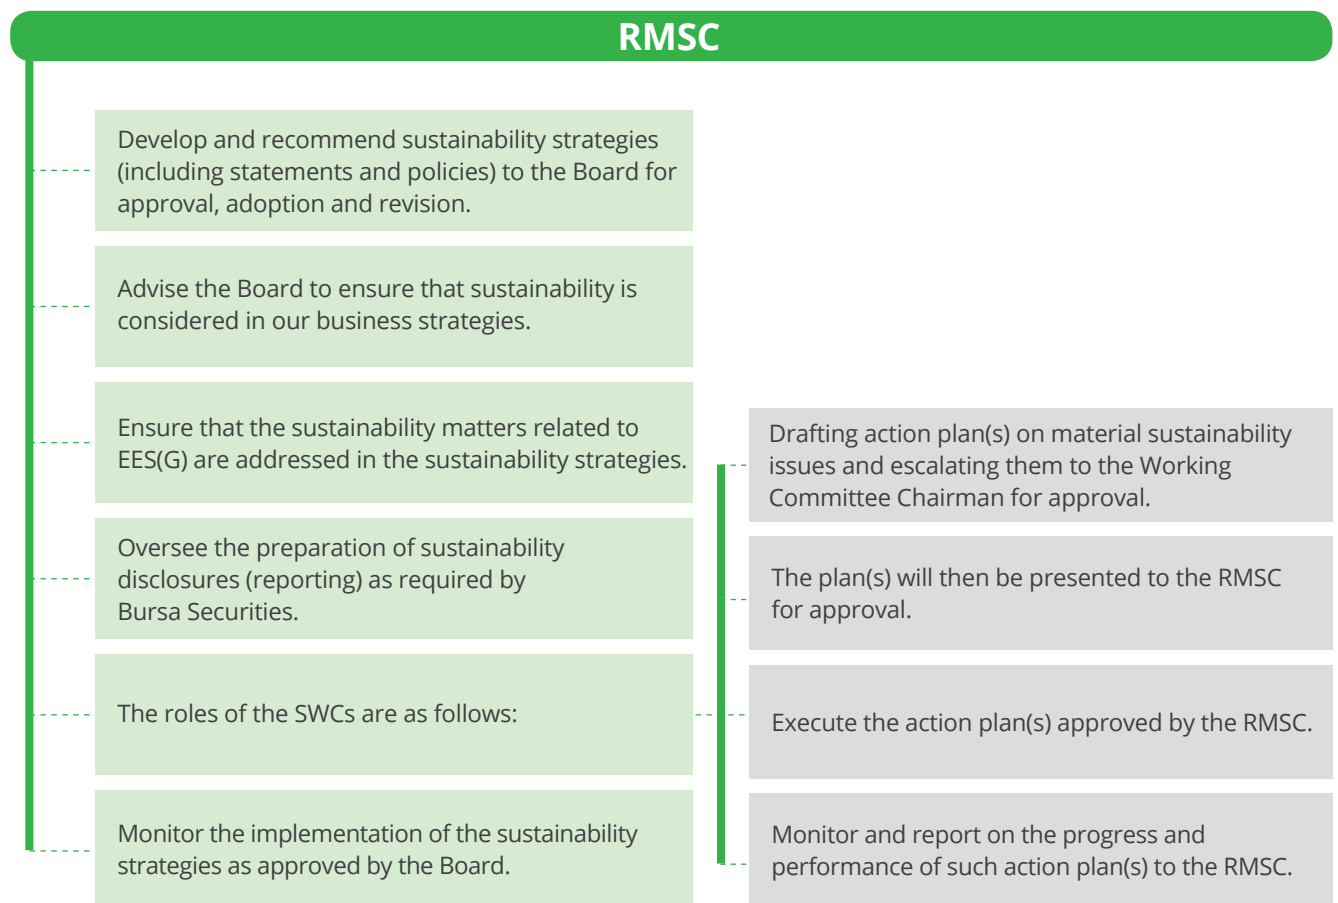 RMSC
Develop and recommend sustainability strategies
(including statements and policies) to the Board for
approval, adoption and revision.
Advise the Board to ensure that sustainability is
considered in our business strategies.
Ensure that the sustainability matters related to
EES(G) are addressed in the sustainability strategies.
Oversee the preparation of sustainability
disclosures (reporting) as required by
Bursa Securities.
The roles of the SWCs are as follows:
Drafting action plan(s) on material sustainability
issues and escalating them to the Working
Committee Chairman for approval.
The plan(s) will then be presented to the RMSC
for approval.
Execute the action plan(s) approved by the RMSC.
Monitor and report on the progress and
performance of such action plan(s) to the RMSC.
Monitor the implementation of the sustainability
strategies as approved by the Board.